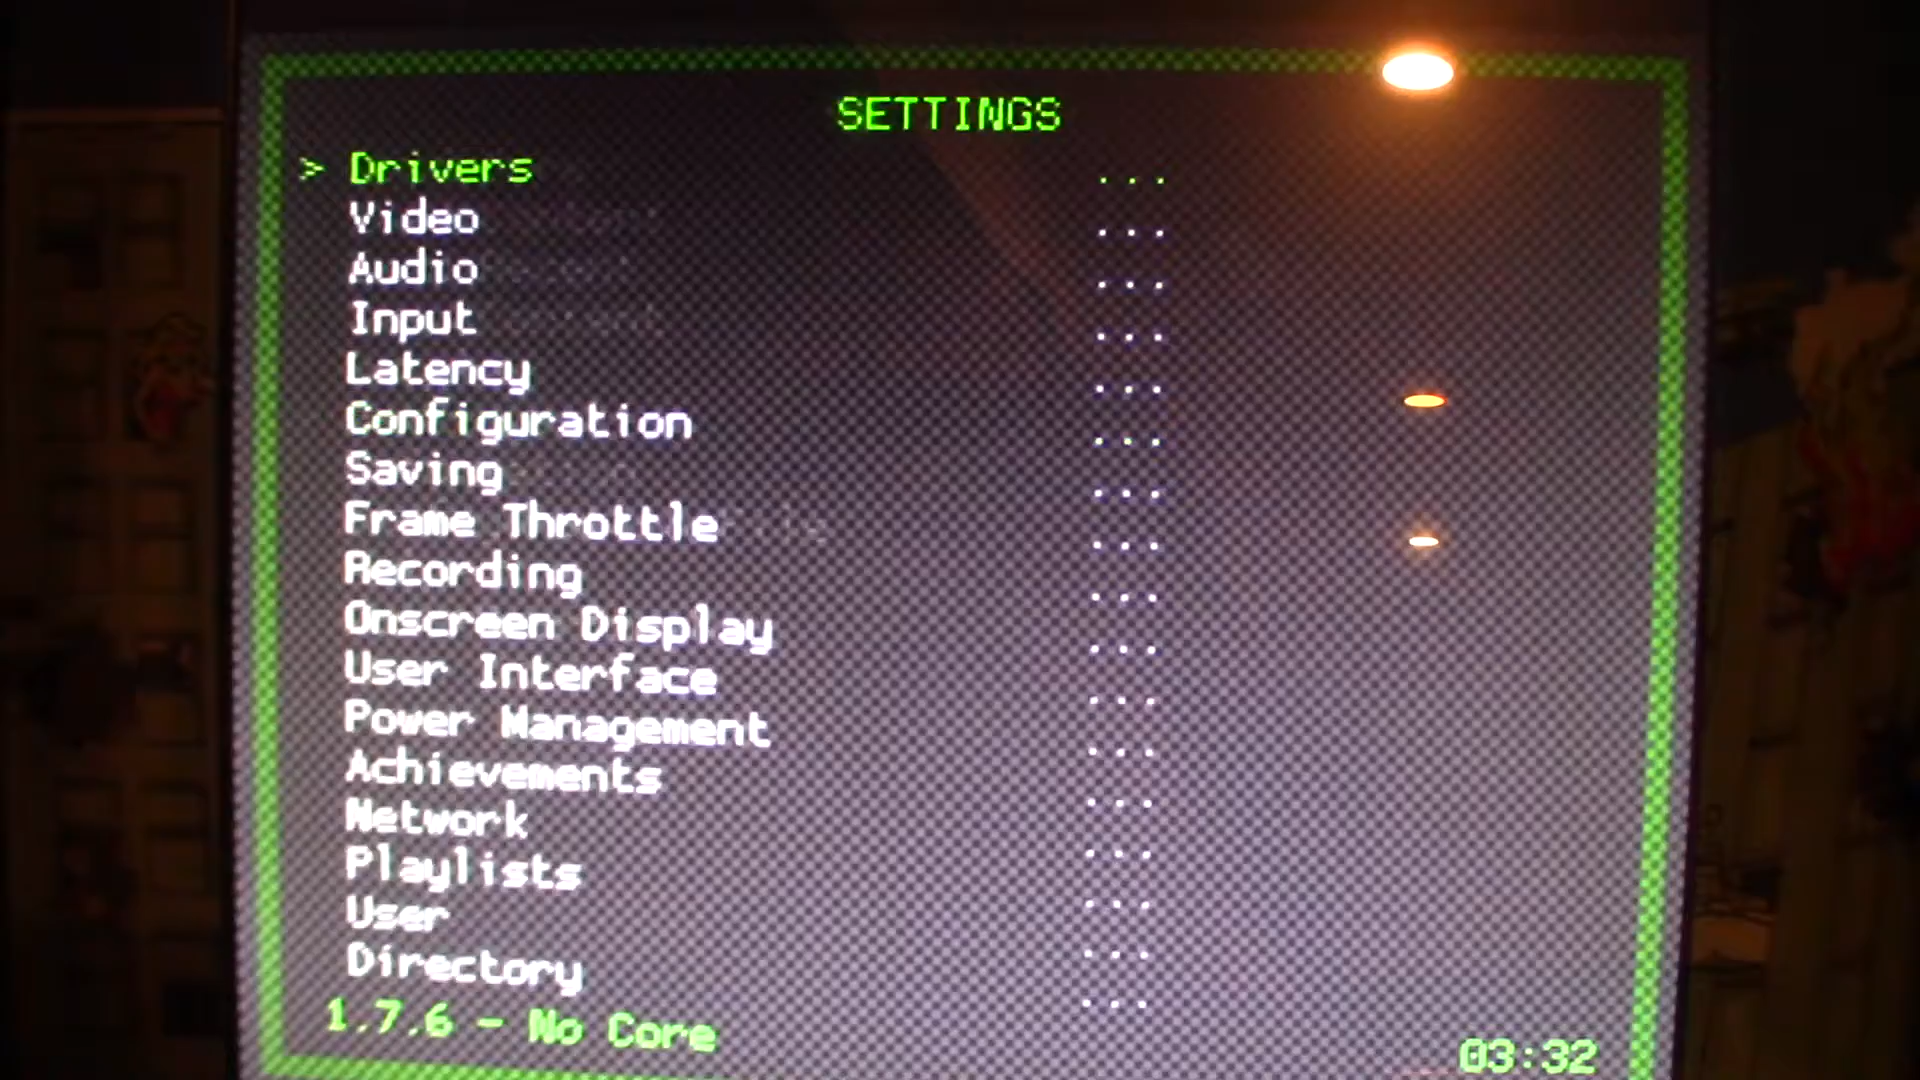 SETTINGS
> Drivers ...
Video ...
Audio ...
Input ...
Latency ...
Configuration ...
Saving ...
Frame Throttle ...
Recording ...
Onscreen Display ...
User Interface ...
Power Management ...
Achievements ...
Network ...
Playlists ...
User ...
Directory ...
1.7.6 - No Core 03:32